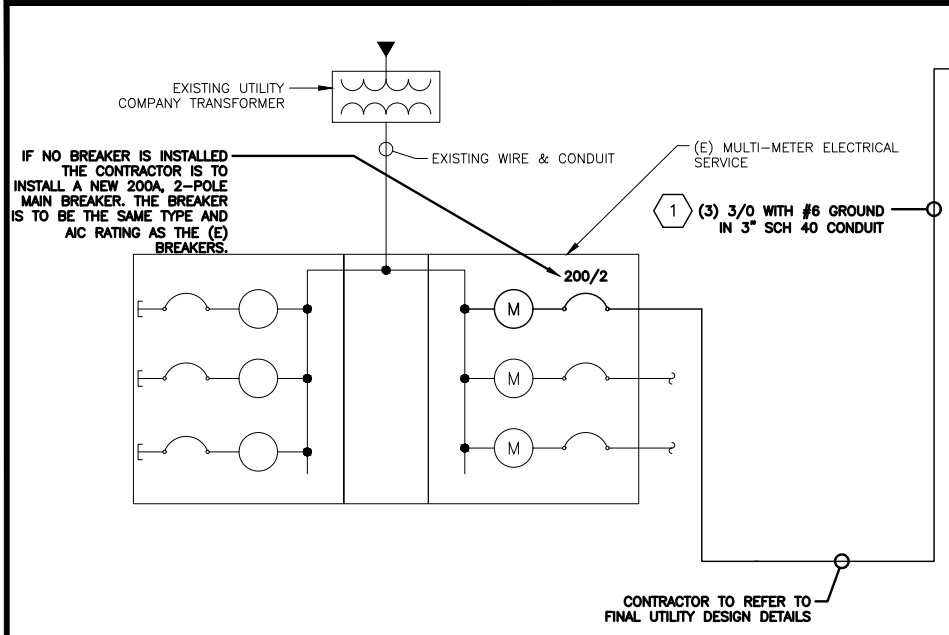 EXISTING UTILITY
COMPANY TRANSFORMER
IF NO BREAKER IS INSTALLED
THE CONTRACTOR IS TO
INSTALL A NEW 200A, 2-POLE
MAIN BREAKER. THE BREAKER
IS TO BE THE SAME TYPE AND
AIC RATING AS THE (E)
BREAKERS.
EXISTING WIRE & CONDUIT
(E) MULTI-METER ELECTRICAL
SERVICE
1 (3) 3/0 WITH #6 GROUND
IN 3" SCH 40 CONDUIT
200/2
M
M
M
CONTRACTOR TO REFER TO
FINAL UTILITY DESIGN DETAILS